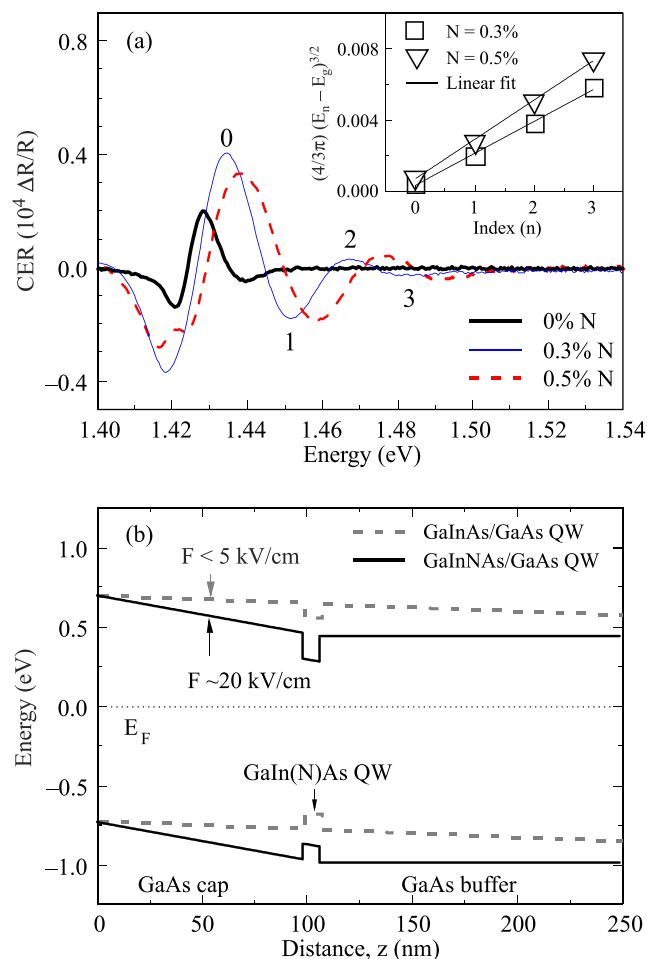 (a)
CER (10⁴ ΔR/R)
0.8
0.4
0.0
−0.4
1.40 1.42 1.44 1.46 1.48 1.50 1.52 1.54
Energy (eV)
0
1
2
3
0% N
0.3% N
0.5% N
(4/3π) (Eₙ − E_g)^3/2
0.008
0.004
0.000
0 1 2 3
Index (n)
N = 0.3%
N = 0.5%
Linear fit
(b)
Energy (eV)
1.0
0.5
0.0
−0.5
−1.0
0 50 100 150 200 250
Distance, z (nm)
GaInAs/GaAs QW
GaInNAs/GaAs QW
F < 5 kV/cm
F ~20 kV/cm
E_F
GaIn(N)As QW
GaAs cap
GaAs buffer